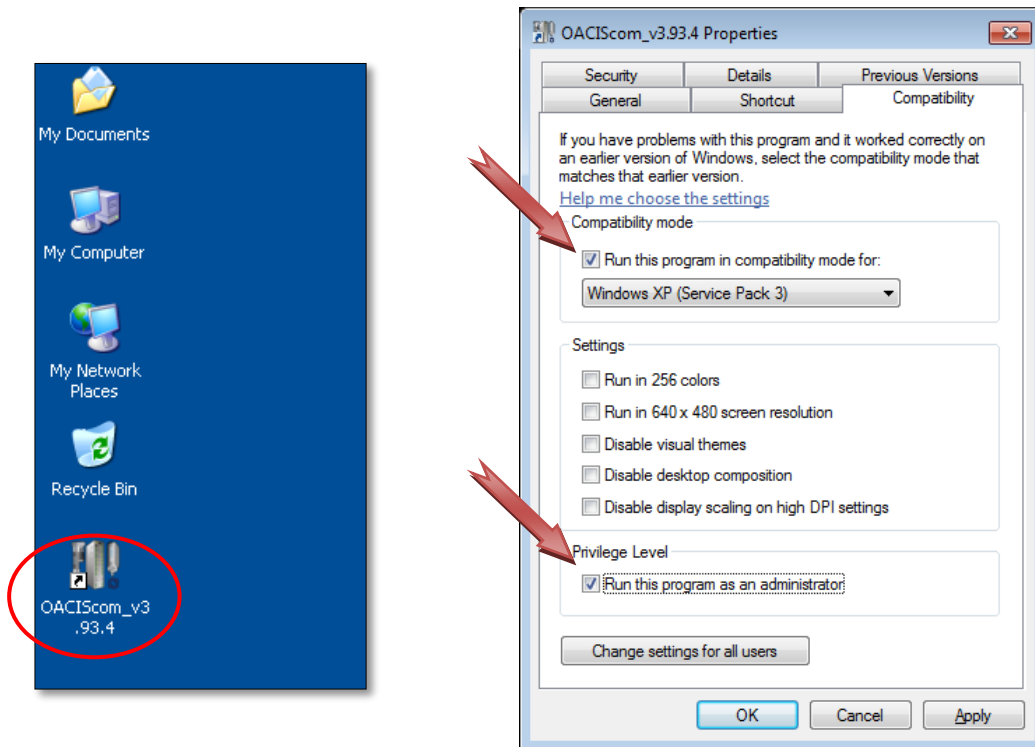 My Documents
My Computer
My Network
Places
Recycle Bin
OACIScom_v3
.93.4
OACIScom_v3.93.4 Properties
Security
Details
Previous Versions
General
Shortcut
Compatibility
If you have problems with this program and it worked correctly on
an earlier version of Windows, select the compatibility mode that
matches that earlier version.
Help me choose the settings
Compatibility mode
Run this program in compatibility mode for:
Windows XP (Service Pack 3)
Settings
Run in 256 colors
Run in 640 x 480 screen resolution
Disable visual themes
Disable desktop composition
Disable display scaling on high DPI settings
Privilege Level
Run this program as an administrator
Change settings for all users
OK
Cancel
Apply